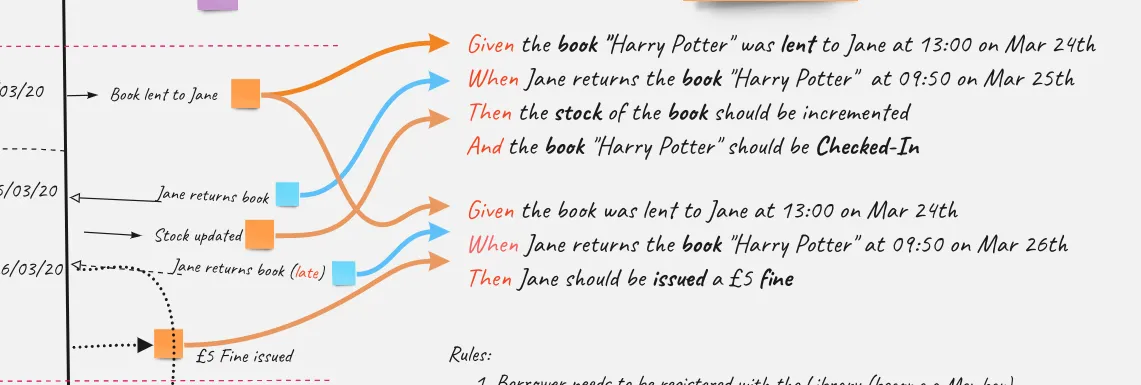 Given the book "Harry Potter" was lent to Jane at 13:00 on Mar 24th
When Jane returns the book "Harry Potter" at 09:50 on Mar 25th
Then the stock of the book should be incremented
And the book "Harry Potter" should be Checked-In
03/20
Book lent to Jane
5/03/20
Jane returns book
Stock updated
6/03/20
Jane returns book (late)
£5 Fine issued
Given the book was lent to Jane at 13:00 on Mar 24th
When Jane returns the book "Harry Potter" at 09:50 on Mar 26th
Then Jane should be issued a £5 fine
Rules:
1. Borrower needs to be registered with the Library (become a Member)